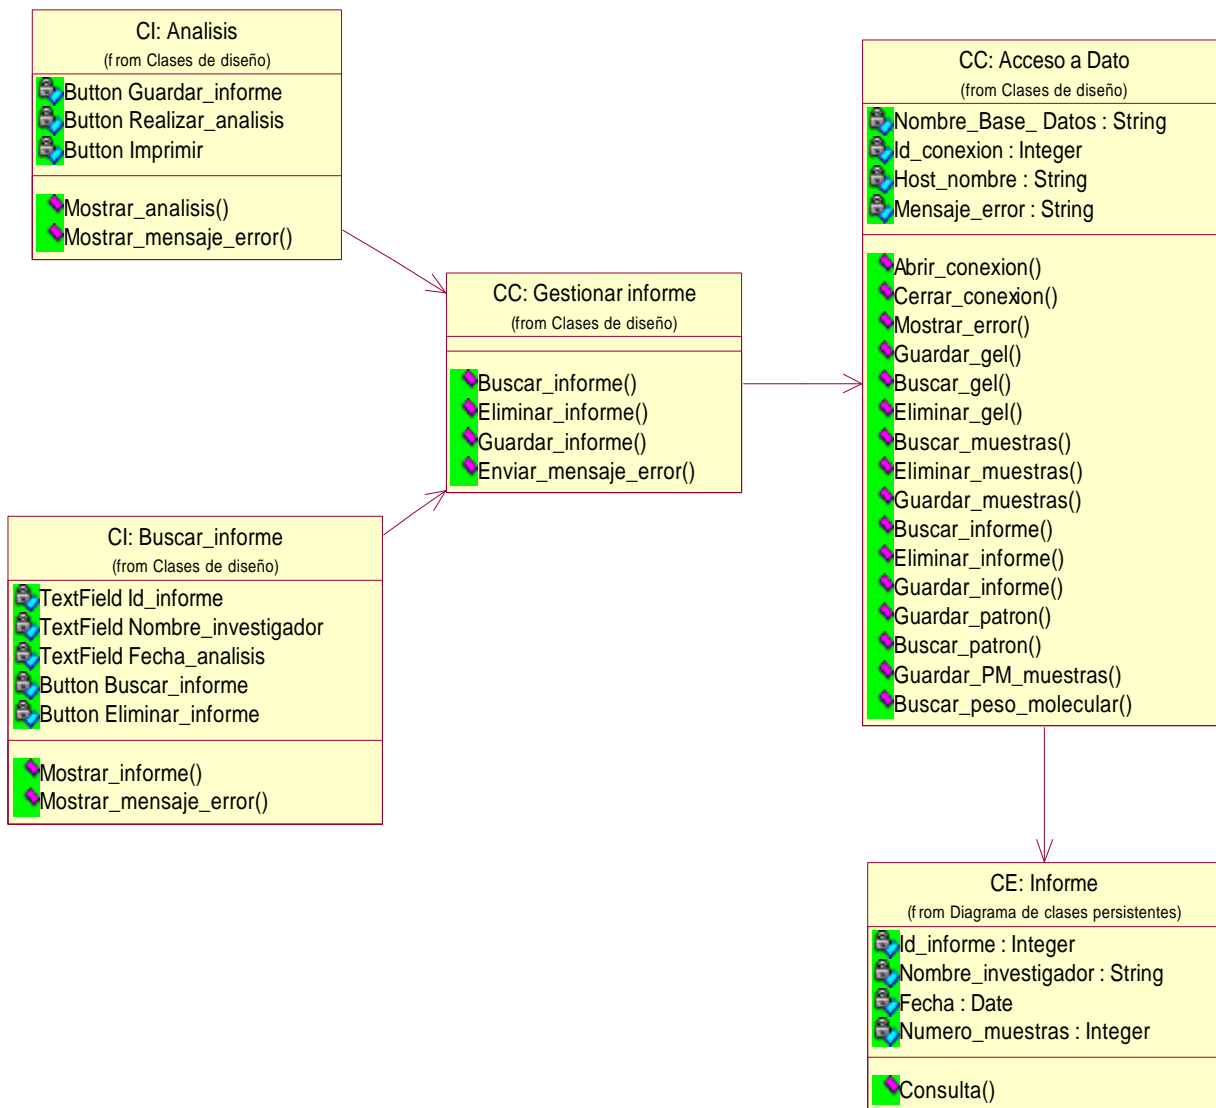 CI: Analisis
(from Clases de diseño)
Button Guardar_informe
Button Realizar_analisis
Button Imprimir
Mostrar_analisis()
Mostrar_mensaje_error()
CC: Acceso a Dato
(from Clases de diseño)
Nombre_Base_ Datos : String
Id_conexion : Integer
Host_nombre : String
Mensaje_error : String
Abrir_conexion()
Cerrar_conexion()
Mostrar_error()
Guardar_gel()
Buscar_gel()
Eliminar_gel()
Buscar_muestras()
Eliminar_muestras()
Guardar_muestras()
Buscar_informe()
Eliminar_informe()
Guardar_informe()
Guardar_patron()
Buscar_patron()
Guardar_PM_muestras()
Buscar_peso_molecular()
CC: Gestionar informe
(from Clases de diseño)
Buscar_informe()
Eliminar_informe()
Guardar_informe()
Enviar_mensaje_error()
CI: Buscar_informe
(from Clases de diseño)
TextField Id_informe
TextField Nombre_investigador
TextField Fecha_analisis
Button Buscar_informe
Button Eliminar_informe
Mostrar_informe()
Mostrar_mensaje_error()
CE: Informe
(from Diagrama de clases persistentes)
Id_informe : Integer
Nombre_investigador : String
Fecha : Date
Numero_muestras : Integer
Consulta()